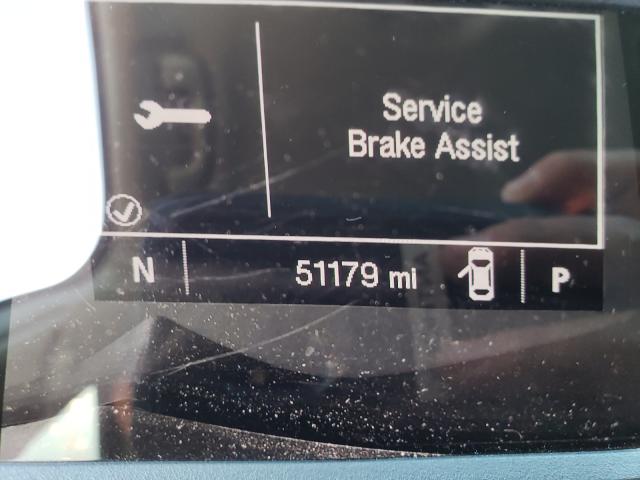 Service
Brake Assist
N 51179 mi P